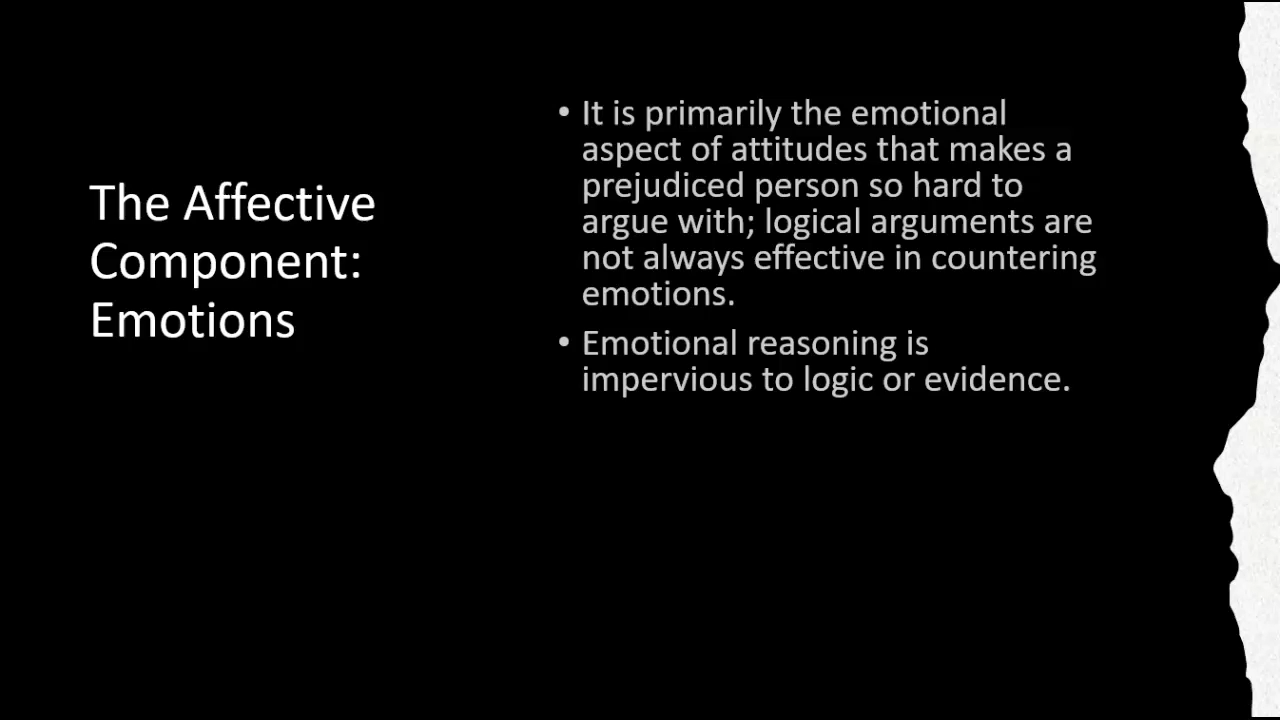 The Affective
Component:
Emotions
• It is primarily the emotional
aspect of attitudes that makes a
prejudiced person so hard to
argue with; logical arguments are
not always effective in countering
emotions.
• Emotional reasoning is
impervious to logic or evidence.